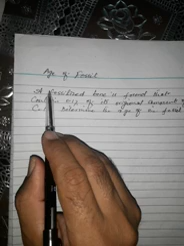 Age of Fossil
A fossilized bone is found that
Contain of its original amount of
C determine the age of the fossil